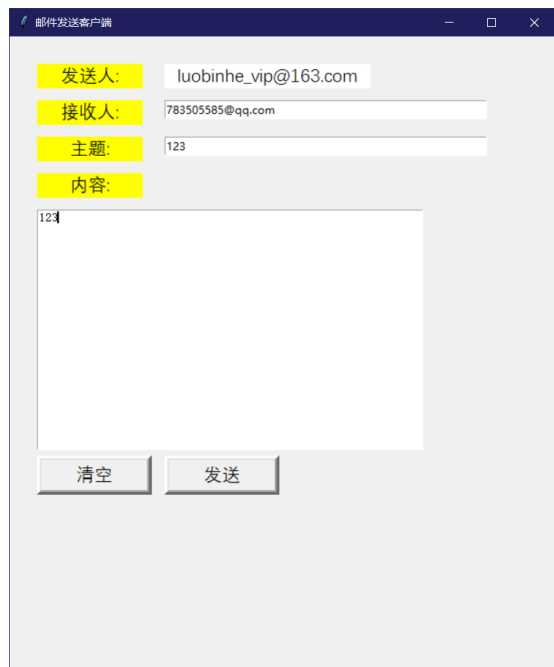 邮件发送客户端
发送人: luobinhe_vip@163.com
接收人: 783505585@qq.com
主题: 123
内容:
123
清空 发送